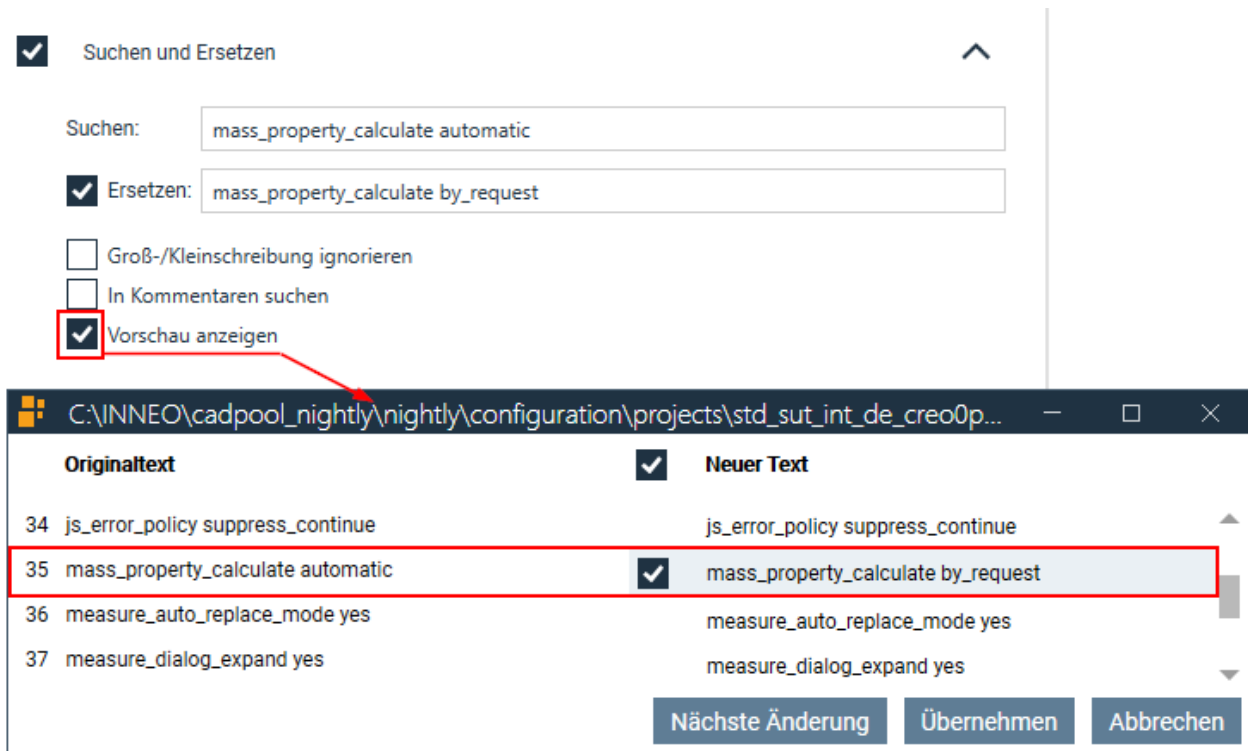 Suchen und Ersetzen
Suchen: mass_property_calculate automatic
Ersetzen: mass_property_calculate by_request
Groß-/Kleinschreibung ignorieren
In Kommentaren suchen
Vorschau anzeigen
C:\INNEO\cadpool_nightly\nightly\configuration\projects\std_sut_int_de_creo0p...
Originaltext Neuer Text
34 js_error_policy suppress_continue js_error_policy suppress_continue
35 mass_property_calculate automatic mass_property_calculate by_request
36 measure_auto_replace_mode yes measure_auto_replace_mode yes
37 measure_dialog_expand yes measure_dialog_expand yes
Nächste Änderung Übernehmen Abbrechen